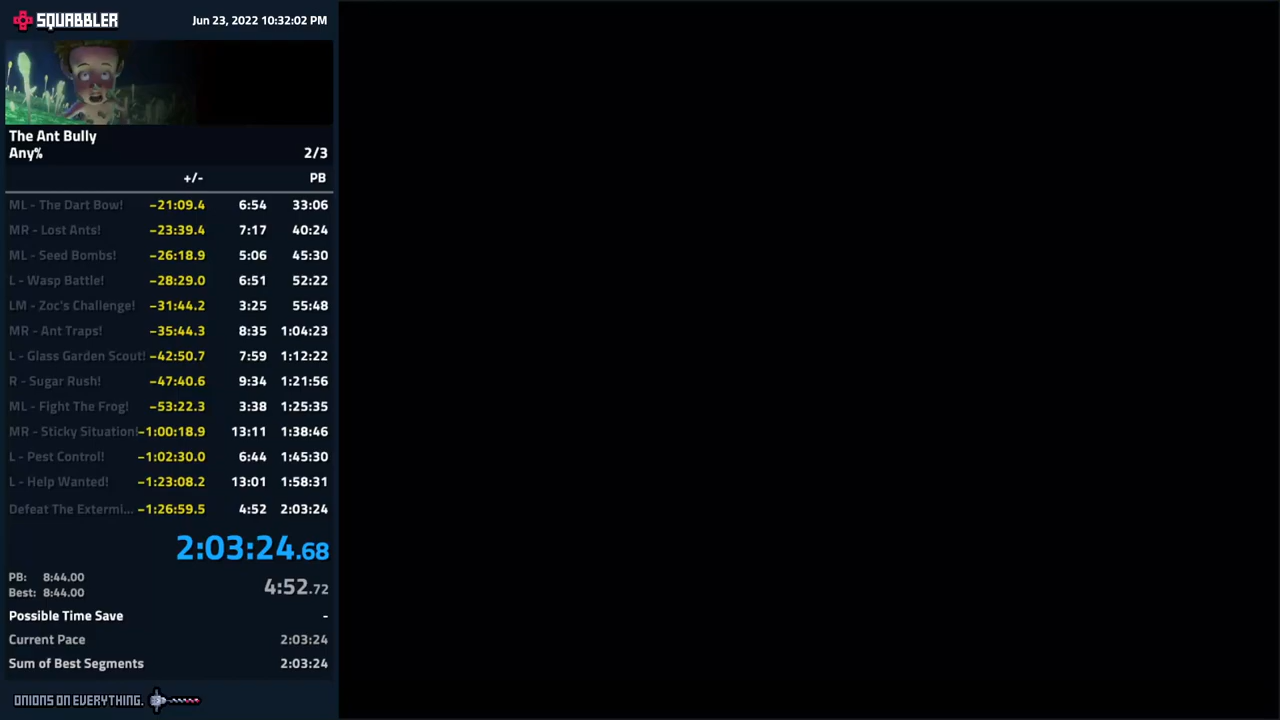 SQUABBLER
Jun 23, 2022 10:32:02 PM
The Ant Bully
Any% 2/3
+/- PB
ML - The Dart Bow! −21:09.4 6:54 33:06
MR - Lost Ants! −23:39.4 7:17 40:24
ML - Seed Bombs! −26:18.9 5:06 45:30
L - Wasp Battle! −28:29.0 6:51 52:22
LM - Zoc's Challenge! −31:44.2 3:25 55:48
MR - Ant Traps! −35:44.3 8:35 1:04:23
L - Glass Garden Scout! −42:50.7 7:59 1:12:22
R - Sugar Rush! −47:40.6 9:34 1:21:56
ML - Fight The Frog! −53:22.3 3:38 1:25:35
MR - Sticky Situation! −1:00:18.9 13:11 1:38:46
L - Pest Control! −1:02:30.0 6:44 1:45:30
L - Help Wanted! −1:23:08.2 13:01 1:58:31
Defeat The Extermi... −1:26:59.5 4:52 2:03:24
2:03:24.68
PB: 8:44.00
Best: 8:44.00
4:52.72
Possible Time Save -
Current Pace 2:03:24
Sum of Best Segments 2:03:24
ONIONS ON EVERYTHING.